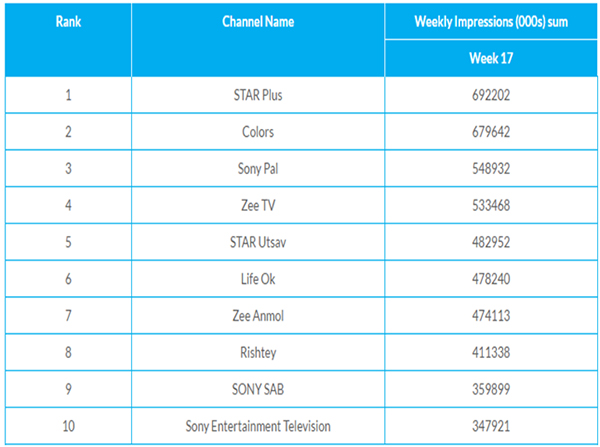 Rank Channel Name Weekly Impressions (000s) sum
Week 17
1 STAR Plus 692202
2 Colors 679642
3 Sony Pal 548932
4 Zee TV 533468
5 STAR Utsav 482952
6 Life Ok 478240
7 Zee Anmol 474113
8 Rishtey 411338
9 SONY SAB 359899
10 Sony Entertainment Television 347921